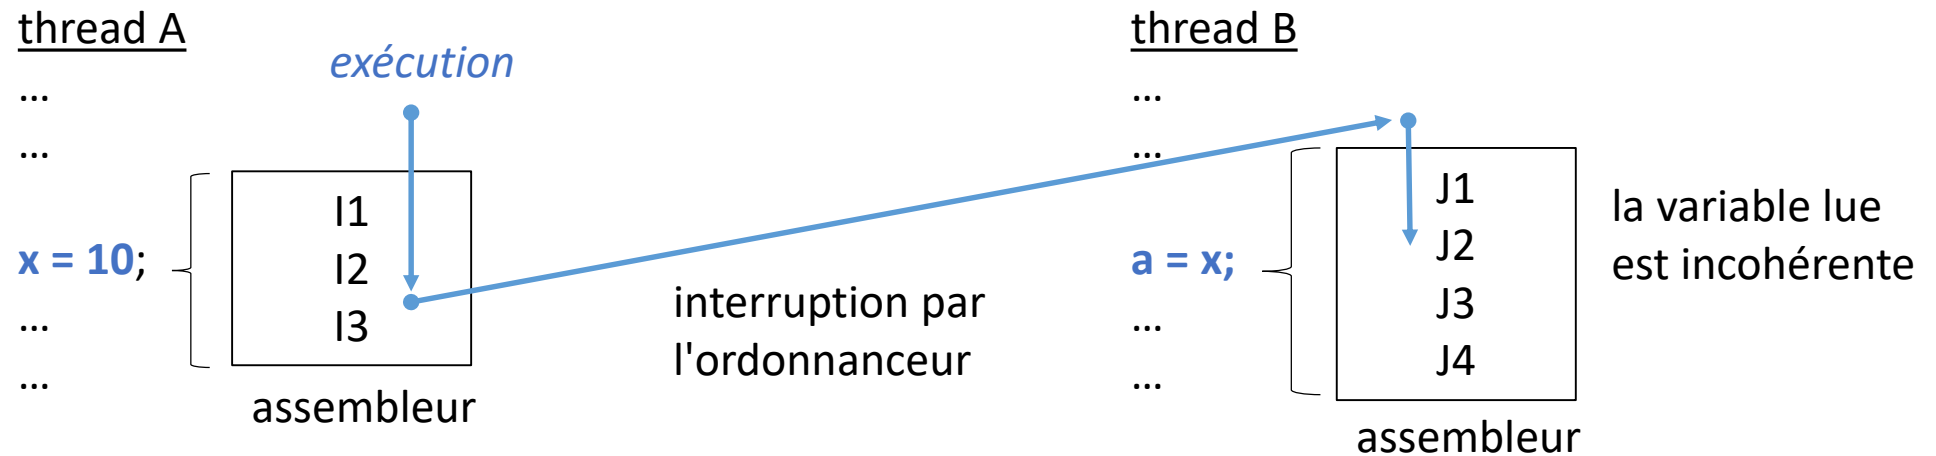 thread A
exécution
...
...
I1
I2
I3
x = 10;
...
...
assembleur
interruption par
l'ordonnanceur
thread B
...
...
J1
J2
J3
J4
a = x;
...
...
assembleur
la variable lue
est incohérente